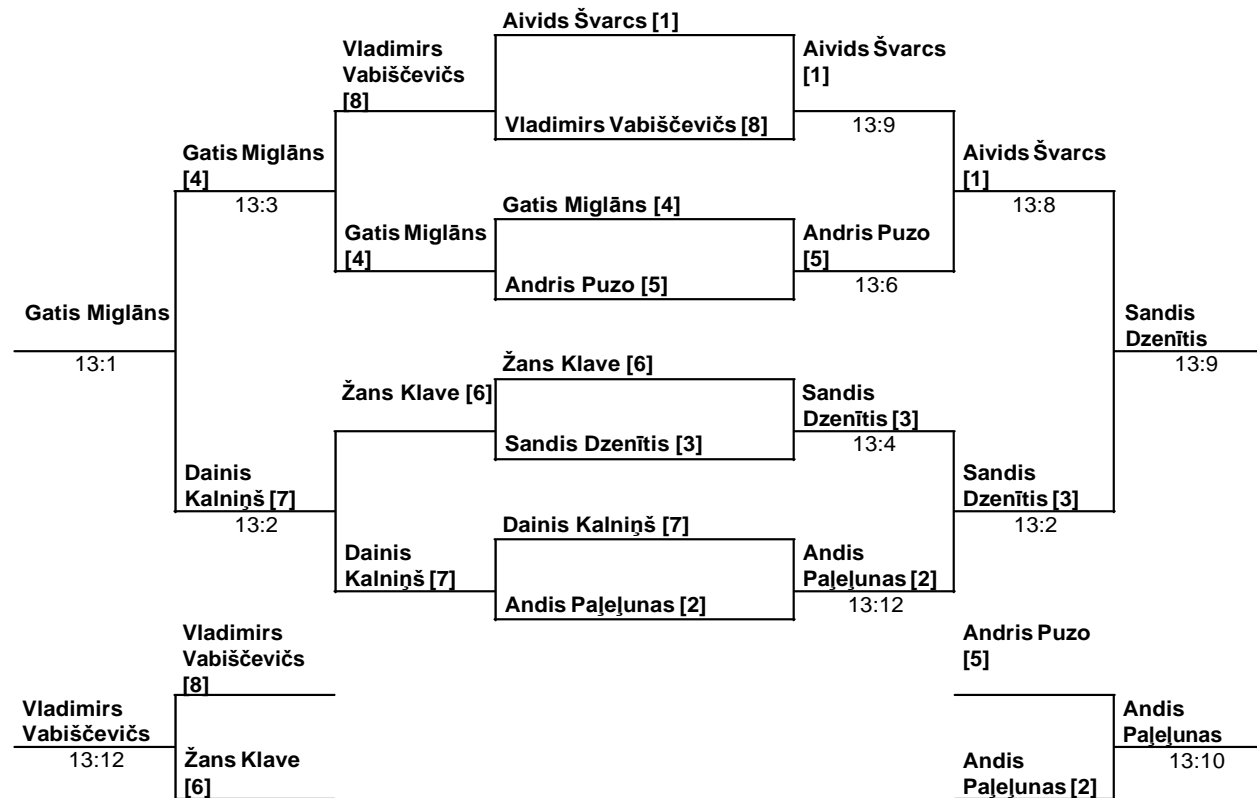 Aivids Švarcs [1]
Vladimirs
Vabiščevičs
[8]
Aivids Švarcs
[1]
Vladimirs Vabiščevičs [8]
13:9
Gatis Miglāns
[4]
13:3
Aivids Švarcs
[1]
13:8
Gatis Miglāns [4]
Gatis Miglāns
[4]
Andris Puzo
[5]
Andris Puzo [5]
13:6
Gatis Miglāns
13:1
Sandis
Dzenītis
13:9
Žans Klave [6]
Žans Klave [6]
Sandis
Dzenītis [3]
Sandis Dzenītis [3]
13:4
Dainis
Kalniņš [7]
13:2
Sandis
Dzenītis [3]
13:2
Dainis Kalniņš [7]
Dainis
Kalniņš [7]
Andis
Paļeļunas [2]
Andis Paļeļunas [2]
13:12
Vladimirs
Vabiščevičs
[8]
Andris Puzo
[5]
Vladimirs
Vabiščevičs
13:12
Andis
Paļeļunas
13:10
Žans Klave
[6]
Andis
Paļeļunas [2]